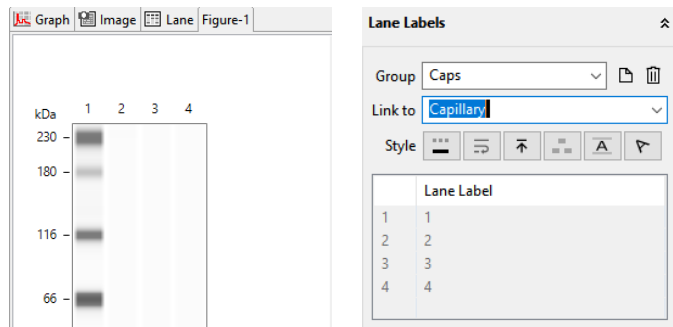 Graph Image Lane Figure-1
kDa 1 2 3 4
230
180
116
66
Lane Labels
Group Caps
Link to Capillary
Style
Lane Label
1 1
2 2
3 3
4 4